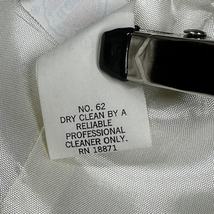 NO. 62
DRY CLEAN BY A
RELIABLE
PROFESSIONAL
CLEANER ONLY.
RN 18871